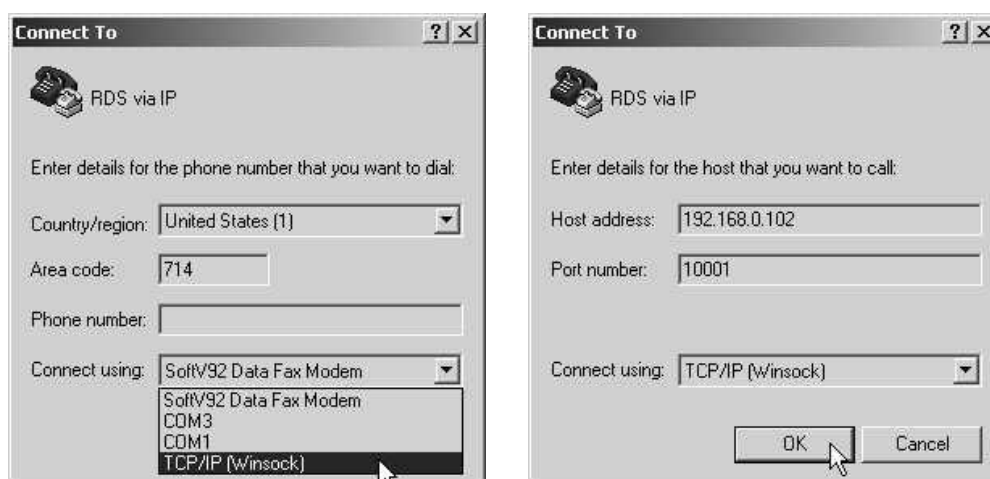 Connect To
? ×
RDS via IP
Enter details for the phone number that you want to dial:
Country/region: United States (1)
Area code: 714
Phone number:
Connect using: SoftV92 Data Fax Modem
SoftV92 Data Fax Modem
COM3
COM1
TCP/IP (Winsock)
Connect To
? ×
RDS via IP
Enter details for the host that you want to call:
Host address: 192.168.0.102
Port number: 10001
Connect using: TCP/IP (Winsock)
OK Cancel